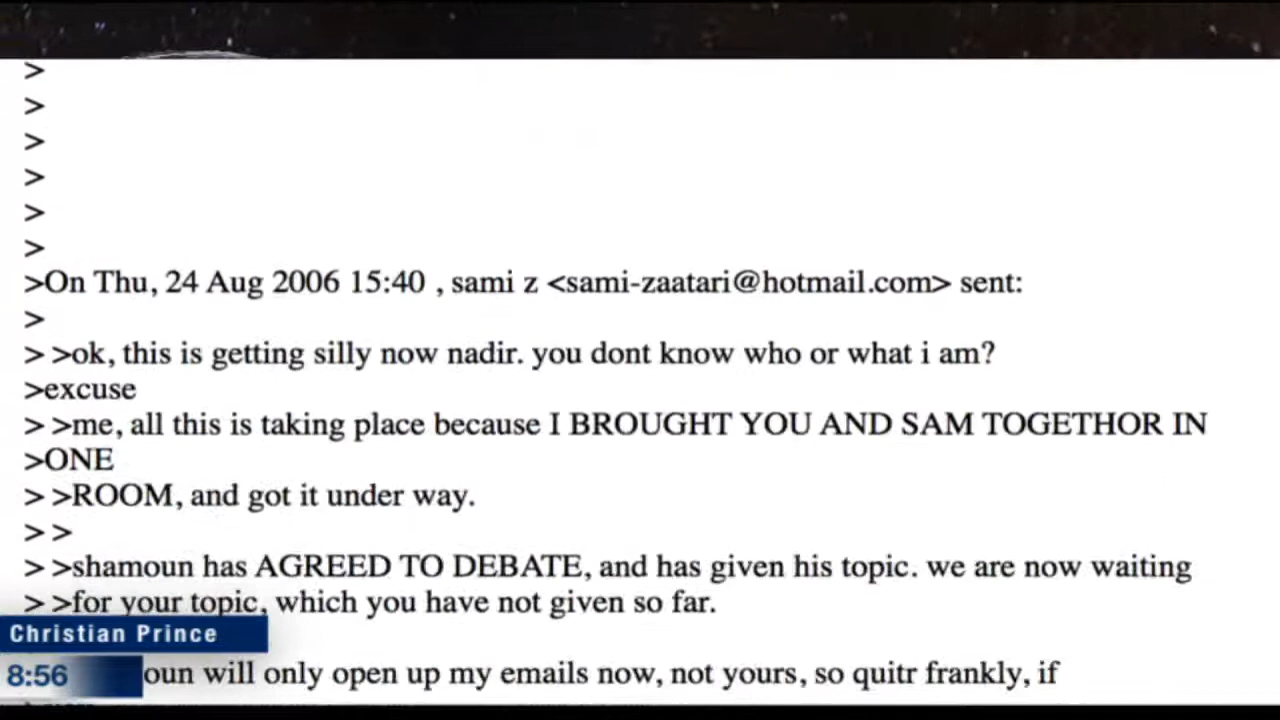 >
>
>
>
>
>
>On Thu, 24 Aug 2006 15:40 , sami z <sami-zaatari@hotmail.com> sent:
>
> >ok, this is getting silly now nadir. you dont know who or what i am?
>excuse
> >me, all this is taking place because I BROUGHT YOU AND SAM TOGETHOR IN
>ONE
> >ROOM, and got it under way.
> >
> >shamoun has AGREED TO DEBATE, and has given his topic. we are now waiting
> >for your topic, which you have not given so far.
Christian Prince
8:56
oun will only open up my emails now, not yours, so quitr frankly, if